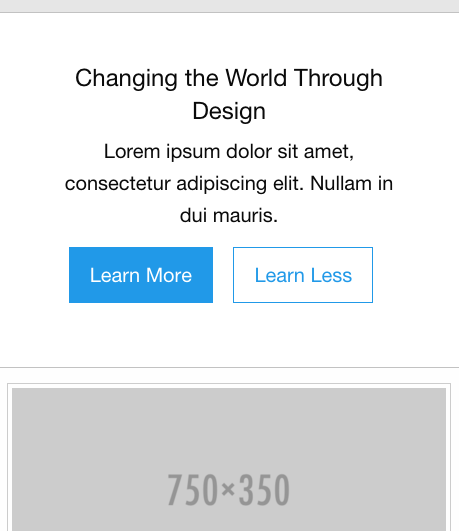 Changing the World Through
Design
Lorem ipsum dolor sit amet,
consectetur adipiscing elit. Nullam in
dui mauris.
Learn More Learn Less
750×350